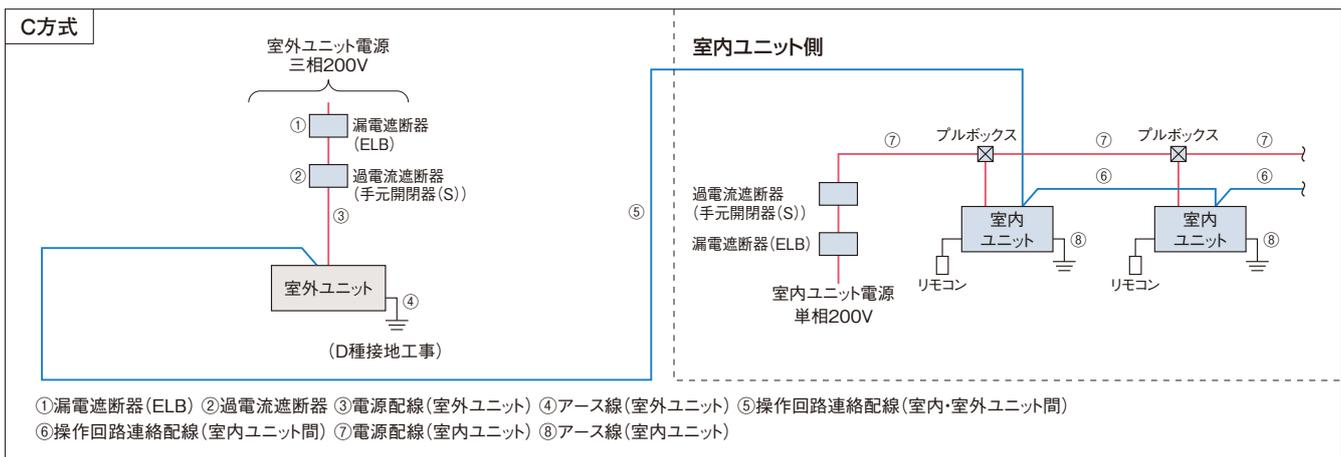 C方式
室外ユニット電源
三相200V
① 漏電遮断器
(ELB)
② 過電流遮断器
(手元開閉器(S))
③
室外ユニット
④
(D種接地工事)
⑤
室内ユニット側
⑦ プルボックス ⑦ プルボックス ⑦
⑥ ⑥
過電流遮断器
(手元開閉器(S))
漏電遮断器(ELB)
室内ユニット電源
単相200V
室内
ユニット
⑧
リモコン
室内
ユニット
⑧
リモコン
①漏電遮断器(ELB) ②過電流遮断器 ③電源配線(室外ユニット) ④アース線(室外ユニット) ⑤操作回路連絡配線(室内・室外ユニット間)
⑥操作回路連絡配線(室内ユニット間) ⑦電源配線(室内ユニット) ⑧アース線(室内ユニット)